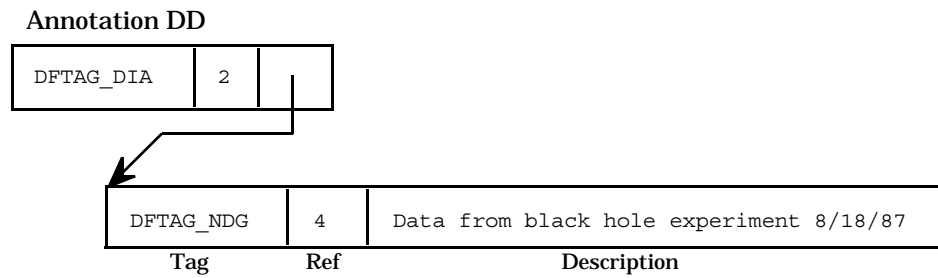 Annotation DD
DFTAG_DIA 2
DFTAG_NDG 4 Data from black hole experiment 8/18/87
Tag Ref Description